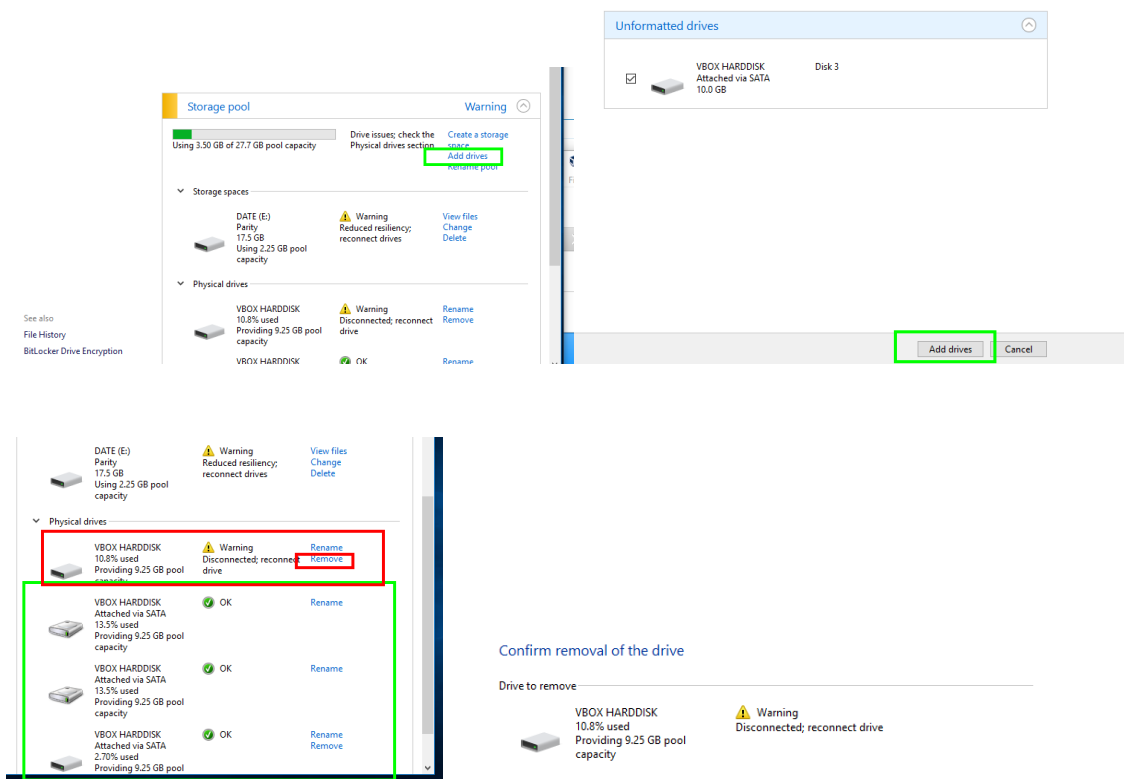 Unformatted drives
VBOX HARDDISK
Attached via SATA
10.0 GB
Disk 3
Storage pool
Warning
Using 3.50 GB of 27.7 GB pool capacity
Drive issues; check the
Physical drives section
Create a storage
space
Add drives
Rename pool
Storage spaces
DATE (E:)
Parity
17.5 GB
Using 2.25 GB pool
capacity
Warning
Reduced resiliency;
reconnect drives
View files
Change
Delete
Physical drives
VBOX HARDDISK
10.8% used
Providing 9.25 GB pool
capacity
Warning
Disconnected; reconnect
drive
Rename
Remove
VBOX HARDDISK
OK
Rename
See also
File History
BitLocker Drive Encryption
Add drives
Cancel
DATE (E:)
Parity
17.5 GB
Using 2.25 GB pool
capacity
Warning
Reduced resiliency;
reconnect drives
View files
Change
Delete
Physical drives
VBOX HARDDISK
10.8% used
Providing 9.25 GB pool
capacity
Warning
Disconnected; reconnect
drive
Rename
Remove
VBOX HARDDISK
Attached via SATA
13.5% used
Providing 9.25 GB pool
capacity
OK
Rename
VBOX HARDDISK
Attached via SATA
13.5% used
Providing 9.25 GB pool
capacity
OK
Rename
VBOX HARDDISK
Attached via SATA
2.70% used
Providing 9.25 GB pool
OK
Rename
Remove
Confirm removal of the drive
Drive to remove
VBOX HARDDISK
10.8% used
Providing 9.25 GB pool
capacity
Warning
Disconnected; reconnect drive